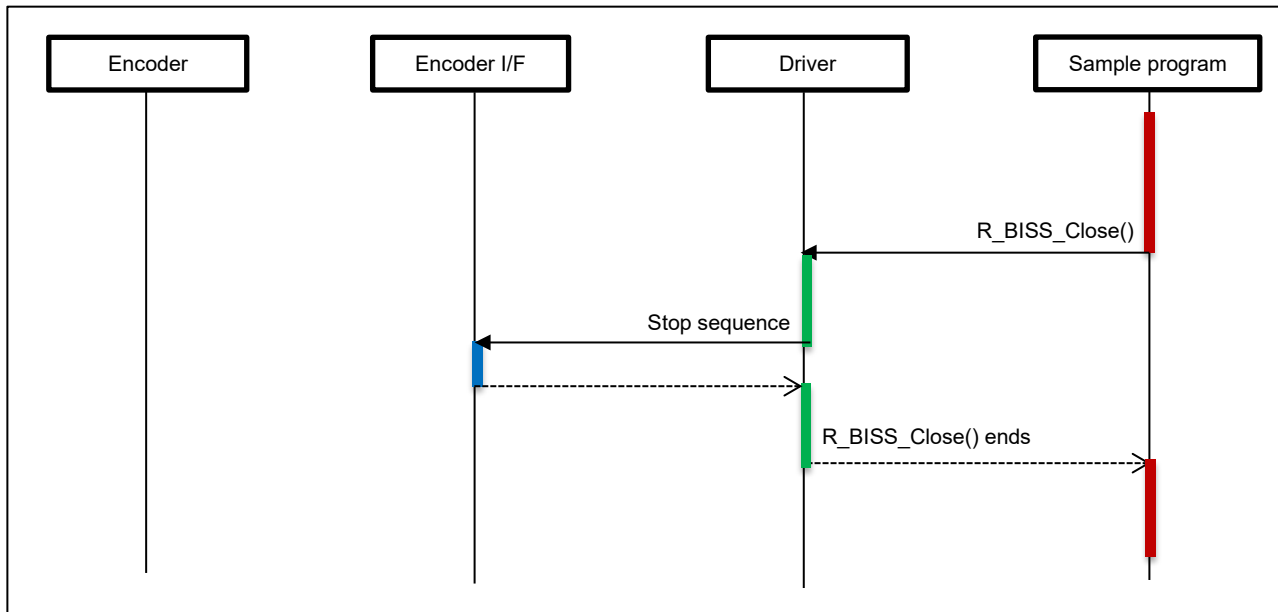 Encoder
Encoder I/F
Driver
Sample program
R_BISS_Close()
Stop sequence
R_BISS_Close() ends